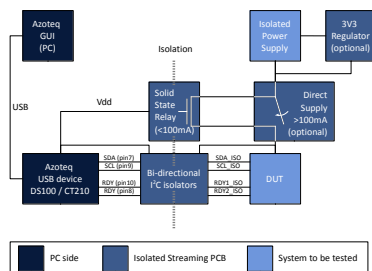 Azoteq
GUI
(PC)
Isolation
Isolated
Power
Supply
3V3
Regulator
(optional)
USB
Vdd
Solid
State
Relay
(<100mA)
Direct
Supply
>100mA
(optional)
Azoteq
USB device
DS100 / CT210
SDA (pin7)
SCL (pin9)
RDY (pin10)
RDY (pin8)
Bi-directional
I²C isolators
SDA_ISO
SCL_ISO
RDY1_ISO
RDY2_ISO
DUT
PC side
Isolated Streaming PCB
System to be tested